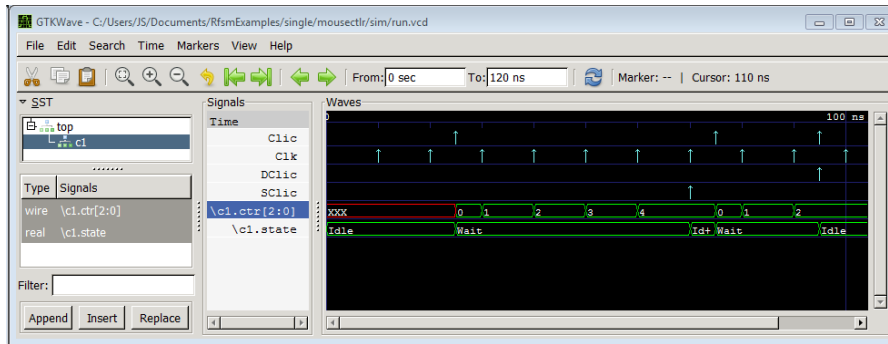 GTKWave - C:/Users/JS/Documents/RfsmExamples/single/mousectlr/sim/run.vcd
File Edit Search Time Markers View Help
From: 0 sec To: 120 ns Marker: -- | Cursor: 110 ns
SST
top
c1
Type Signals
wire \c1.ctr[2:0]
real \c1.state
Filter:
Append Insert Replace
Signals
Time
Clic
Clk
DClic
SClic
\c1.ctr[2:0]
\c1.state
Waves
100 ns
XXX 0 1 2 3 4 0 1 2
Idle Wait Id+ Wait Idle